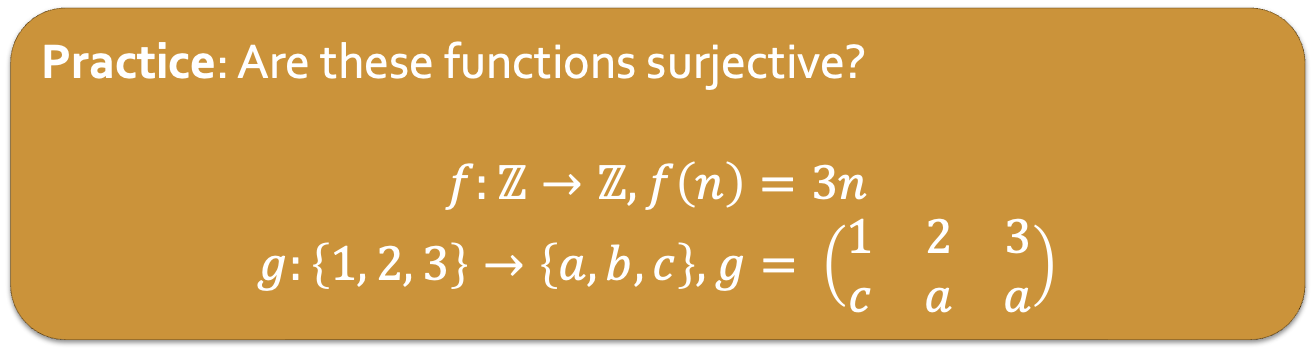 Practice: Are these functions surjective?
𝑓: ℤ → ℤ, 𝑓(𝑛) = 3𝑛
𝑔: {1, 2, 3} → {𝑎, 𝑏, 𝑐}, 𝑔 = (1 2 3
𝑐 𝑎 𝑎)